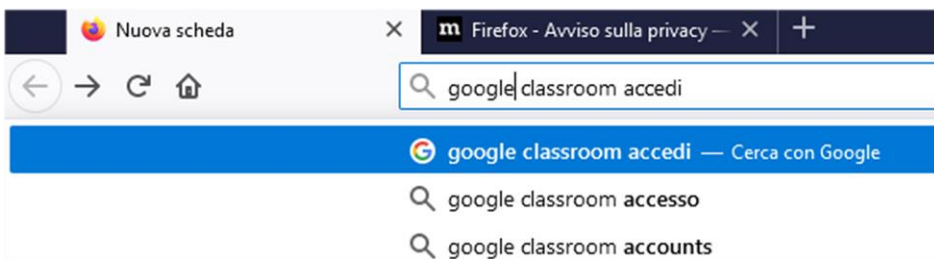 Nuova scheda
m Firefox - Avviso sulla privacy —
google classroom accedi
google classroom accedi — Cerca con Google
google classroom accesso
google classroom accounts